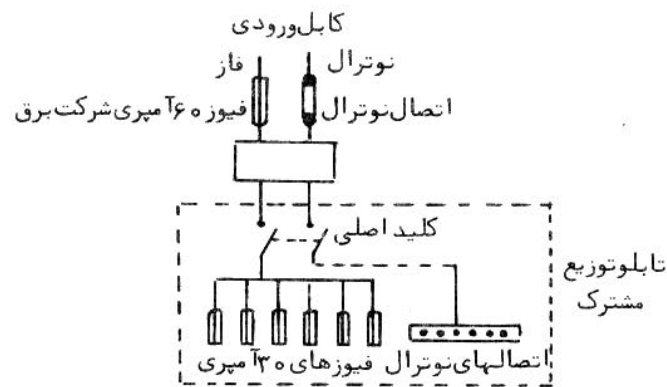 کابل ورودی
نوترال
فاز
اتصال نوترال
فیوز ۶۰ آمپری شرکت برق
کلید اصلی
تابلو توزیع
مشترک
اتصالهای نوترال
فیوزهای ۳۰ آمپری